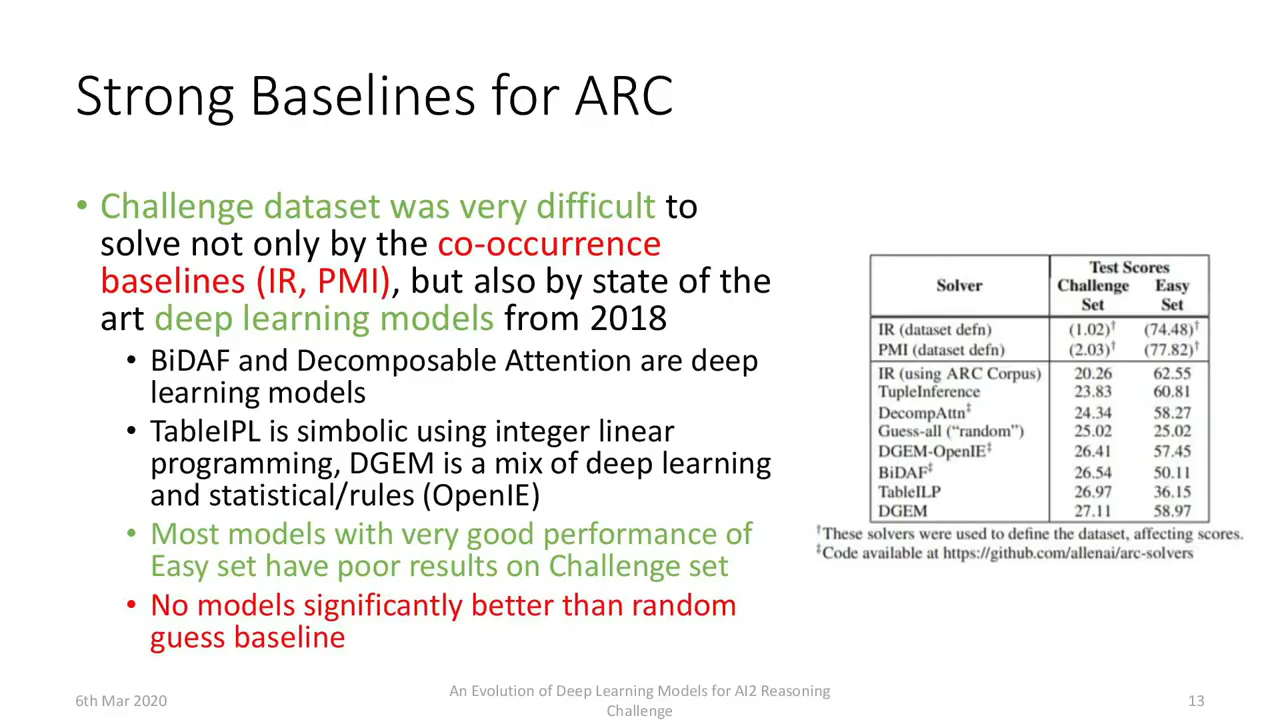 Strong Baselines for ARC
• Challenge dataset was very difficult to
solve not only by the co-occurrence
baselines (IR, PMI), but also by state of the
art deep learning models from 2018
• BiDAF and Decomposable Attention are deep
learning models
• TableIPL is simbolic using integer linear
programming, DGEM is a mix of deep learning
and statistical/rules (OpenIE)
• Most models with very good performance of
Easy set have poor results on Challenge set
• No models significantly better than random
guess baseline
Test Scores
Solver Challenge Easy
Set Set
IR (dataset defn) (1.02)† (74.48)†
PMI (dataset defn) (2.03)† (77.82)†
IR (using ARC Corpus) 20.26 62.55
TupleInference 23.83 60.81
DecompAttn‡ 24.34 58.27
Guess-all (“random”) 25.02 25.02
DGEM-OpenIE‡ 26.41 57.45
BiDAF‡ 26.54 50.11
TableILP 26.97 36.15
DGEM 27.11 58.97
†These solvers were used to define the dataset, affecting scores.
‡Code available at https://github.com/allenai/arc-solvers
6th Mar 2020
An Evolution of Deep Learning Models for AI2 Reasoning
Challenge
13